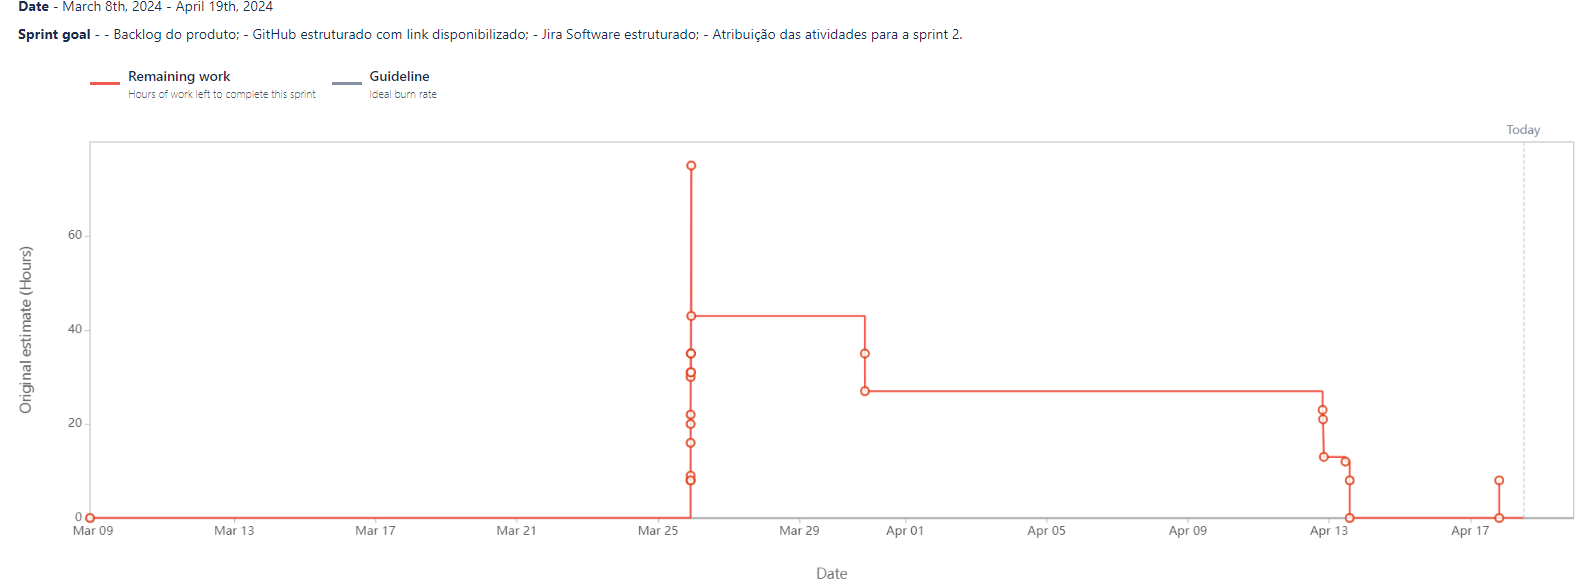 Date - March 8th, 2024 - April 19th, 2024
Sprint goal - - Backlog do produto; - GitHub estruturado com link disponibilizado; - Jira Software estruturado; - Atribuição das atividades para a sprint 2.
Remaining work Guideline
Hours of work left to complete this sprint Ideal burn rate
Today
Original estimate (Hours)
60
40
20
0
Mar 09 Mar 13 Mar 17 Mar 21 Mar 25 Mar 29 Apr 01 Apr 05 Apr 09 Apr 13 Apr 17
Date